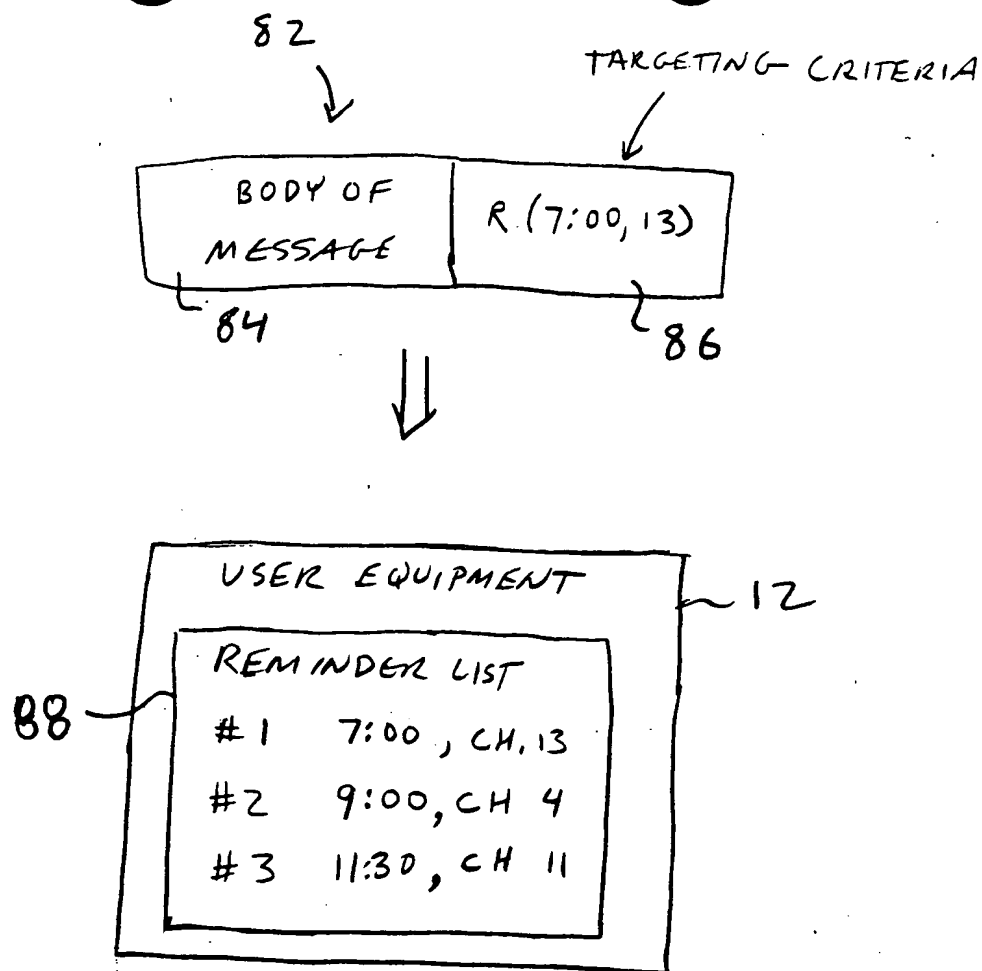 82
TARGETING CRITERIA
BODY OF
MESSAGE
R.(7:00, 13)
84
86
USER EQUIPMENT
12
REMINDER LIST
88
#1 7:00, CH. 13
#2 9:00, CH 4
#3 11:30, CH 11